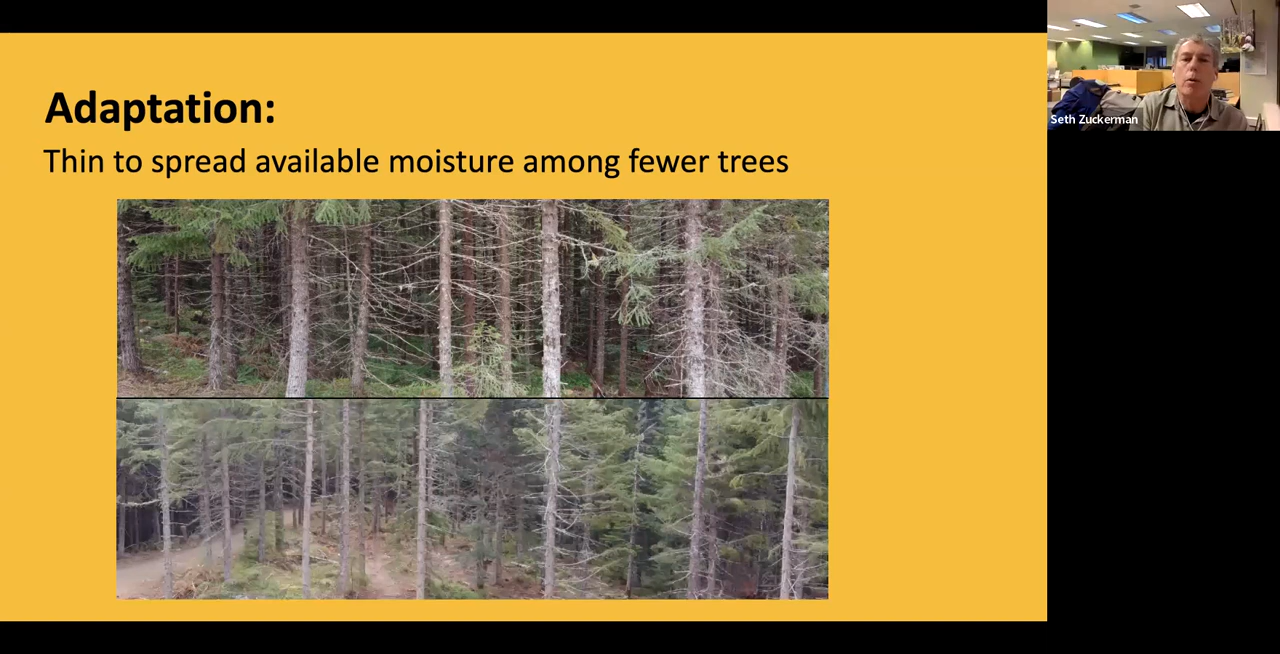 Adaptation:
Thin to spread available moisture among fewer trees
Seth Zuckerman